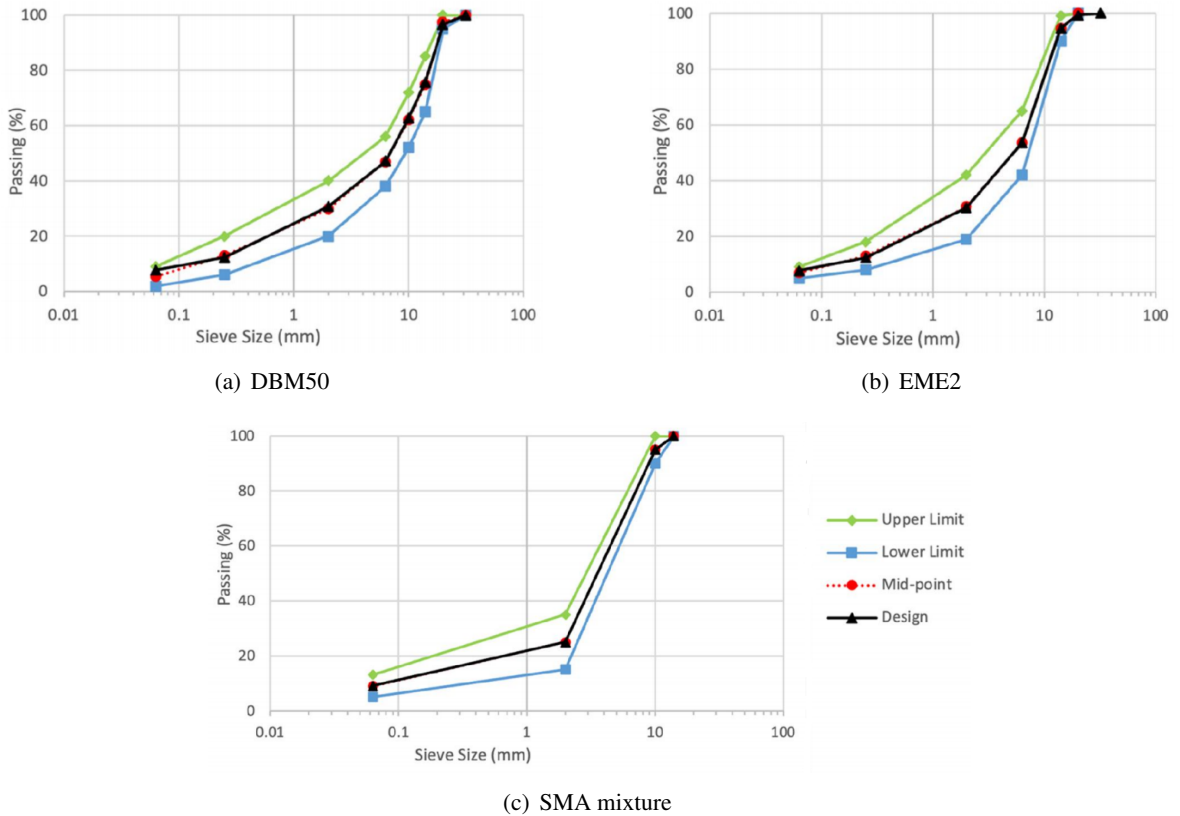 100
80
60
40
20
0
Passing (%)
0.01 0.1 1 10 100
Sieve Size (mm)
(a) DBM50
100
80
60
40
20
0
Passing (%)
0.01 0.1 1 10 100
Sieve Size (mm)
(b) EME2
100
80
60
40
20
0
Passing (%)
0.01 0.1 1 10 100
Sieve Size (mm)
Upper Limit
Lower Limit
Mid-point
Design
(c) SMA mixture